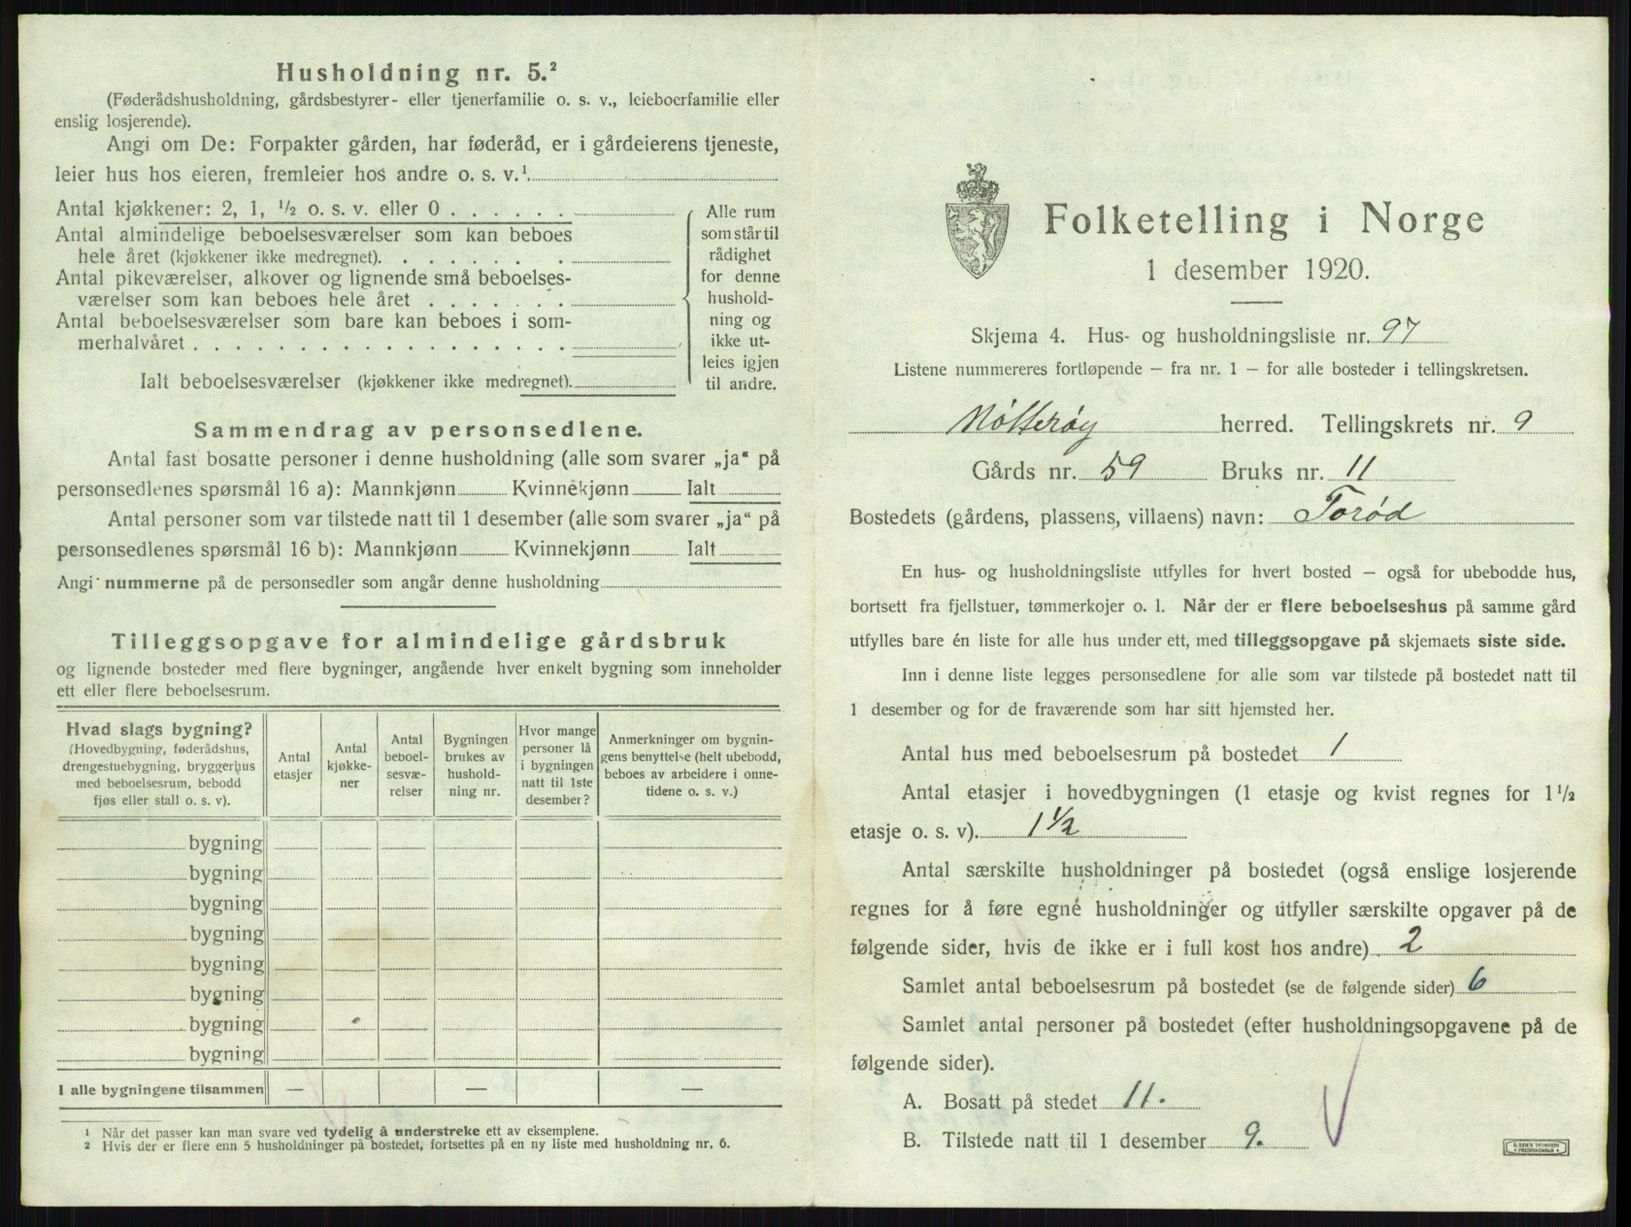 Husholdning nr. 5.²
(Føderådshusholdning, gårdsbestyrer- eller tjenerfamilie o. s. v., leieboerfamilie eller
enslig losjerende).
Angi om De: Forpakter gården, har føderåd, er i gårdeierens tjeneste,
leier hus hos eieren, fremleier hos andre o. s. v.¹
Antal kjøkkener: 2, 1, ½ o. s. v. eller 0
Antal almindelige beboelsesværelser som kan beboes
hele året (kjøkkener ikke medregnet).
Antal pikeværelser, alkover og lignende små beboelses-
værelser som kan beboes hele året
Antal beboelsesværelser som bare kan beboes i som-
merhalvåret
Ialt beboelsesværelser (kjøkkener ikke medregnet).
Alle rum
som står til
rådighet
for denne
hushold-
ning og
ikke ut-
leies igjen
til andre.
Sammendrag av personsedlene.
Antal fast bosatte personer i denne husholdning (alle som svarer „ja“ på
personsedlenes spørsmål 16 a): Mannkjønn Kvinnekjønn Ialt
Antal personer som var tilstede natt til 1 desember (alle som svarer „ja“ på
personsedlenes spørsmål 16 b): Mannkjønn Kvinnekjønn Ialt
Angi nummerne på de personsedler som angår denne husholdning
Tilleggsopgave for almindelige gårdsbruk
og lignende bosteder med flere bygninger, angående hver enkelt bygning som inneholder
ett eller flere beboelsesrum.
Hvad slags bygning?
(Hovedbygning, føderådshus,
drengestuebygning, bryggerhus
med beboelsesrum, bebodd
fjøs eller stall o. s. v).
Antal
etasjer
Antal
kjøkke-
ner
Antal
beboel-
sesvæ-
relser
Bygningen
brukes av
hushold-
ning nr.
Hvor mange
personer lå
i bygningen
natt til 1ste
desember?
Anmerkninger om bygnin-
gens benyttelse (helt ubebodd,
beboes av arbeidere i onne-
tidene o. s. v.)
bygning
bygning
bygning
bygning
bygning
bygning
bygning
bygning
I alle bygningene tilsammen — — —
¹ Når det passer kan man svare ved tydelig å understreke ett av eksemplene.
² Hvis der er flere enn 5 husholdninger på bostedet, fortsettes på en ny liste med husholdning nr. 6.
Folketelling i Norge
1 desember 1920.
Skjema 4. Hus- og husholdningsliste nr. 97
Listene nummereres fortløpende — fra nr. 1 — for alle bosteder i tellingskretsen.
Nøtterøy herred. Tellingskrets nr. 9
Gårds nr. 59 Bruks nr. 11
Bostedets (gårdens, plassens, villaens) navn: Torød
En hus- og husholdningsliste utfylles for hvert bosted — også for ubebodde hus,
bortsett fra fjellstuer, tømmerkojer o. l. Når der er flere beboelseshus på samme gård
utfylles bare én liste for alle hus under ett, med tilleggsopgave på skjemaets siste side.
Inn i denne liste legges personsedlene for alle som var tilstede på bostedet natt til
1 desember og for de fraværende som har sitt hjemsted her.
Antal hus med beboelsesrum på bostedet 1
Antal etasjer i hovedbygningen (1 etasje og kvist regnes for 1½
etasje o. s. v). 1½
Antal særskilte husholdninger på bostedet (også enslige losjerende
regnes for å føre egne husholdninger og utfyller særskilte opgaver på de
følgende sider, hvis de ikke er i full kost hos andre) 2
Samlet antal beboelsesrum på bostedet (se de følgende sider) 6
Samlet antal personer på bostedet (efter husholdningsopgavene på de
følgende sider).
A. Bosatt på stedet 11.
B. Tilstede natt til 1 desember 9.